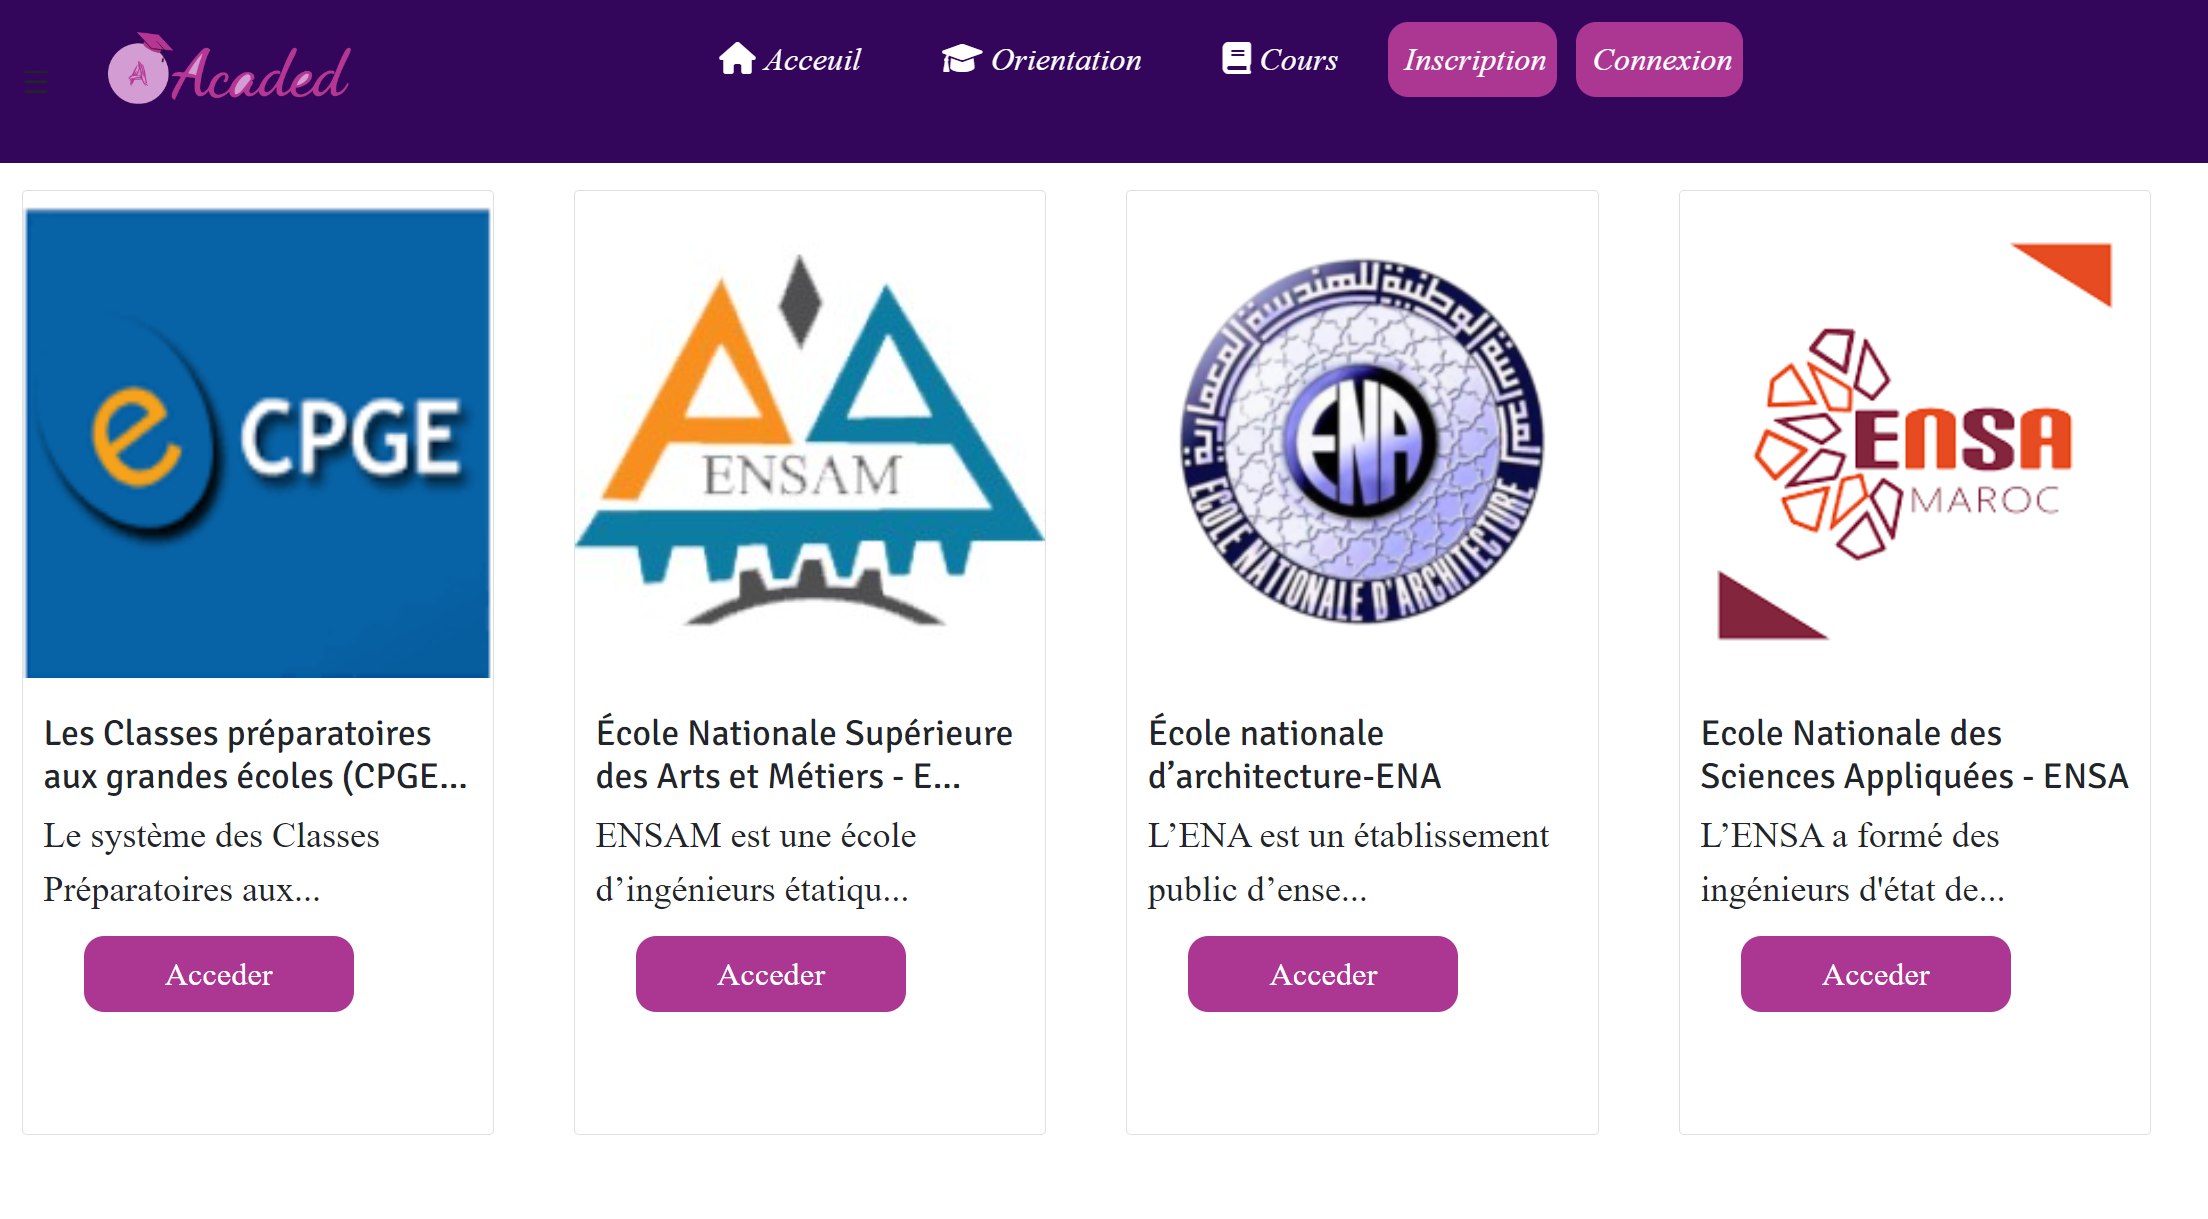 Acaded
Acceuil
Orientation
Cours
Inscription
Connexion
e CPGE
ENSAM
المدرسة الوطنية للهندسة المعمارية
ENA
ECOLE NATIONALE D'ARCHITECTURE
ENSA
MAROC
Les Classes préparatoires
aux grandes écoles (CPGE...
Le système des Classes
Préparatoires aux...
Acceder
École Nationale Supérieure
des Arts et Métiers - E...
ENSAM est une école
d’ingénieurs étatiqu...
Acceder
École nationale
d’architecture-ENA
L’ENA est un établissement
public d’ense...
Acceder
Ecole Nationale des
Sciences Appliquées - ENSA
L’ENSA a formé des
ingénieurs d'état de...
Acceder